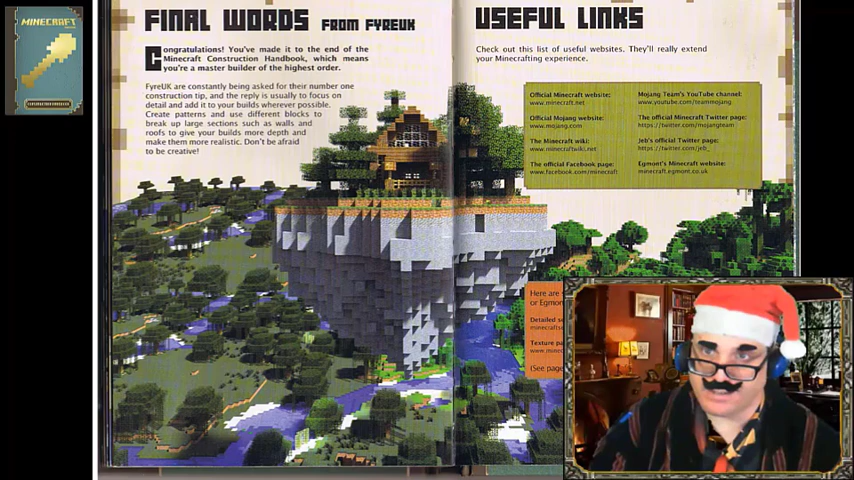 MINECRAFT
FINAL WORDS FROM FYREUK
Congratulations! You've made it to the end of the
Minecraft Construction Handbook, which means
you're a master builder of the highest order.
FyreUK are constantly being asked for their number one
construction tip, and the reply is usually to focus on
detail and add it to your builds wherever possible.
Create patterns and use different blocks to
break up large sections such as walls and
roofs to give your builds more depth and
make them more realistic. Don't be afraid
to be creative!
USEFUL LINKS
Check out this list of useful websites. They'll really extend
your Minecrafting experience.
Official Minecraft website:
www.minecraft.net
Official Mojang website:
www.mojang.com
The Minecraft wiki:
www.minecraftwiki.net
The official Facebook page:
www.facebook.com/minecraft
Mojang Team's YouTube channel:
www.youtube.com/teammojang
The official Minecraft Twitter page:
https://twitter.com/mojangteam
Jeb's official Twitter page:
https://twitter.com/jeb_
Egmont's Minecraft website:
minecraft.egmont.co.uk
Here are
or Egmon
Detailed s
minecrafts
Texture pa
www.minec
(See page